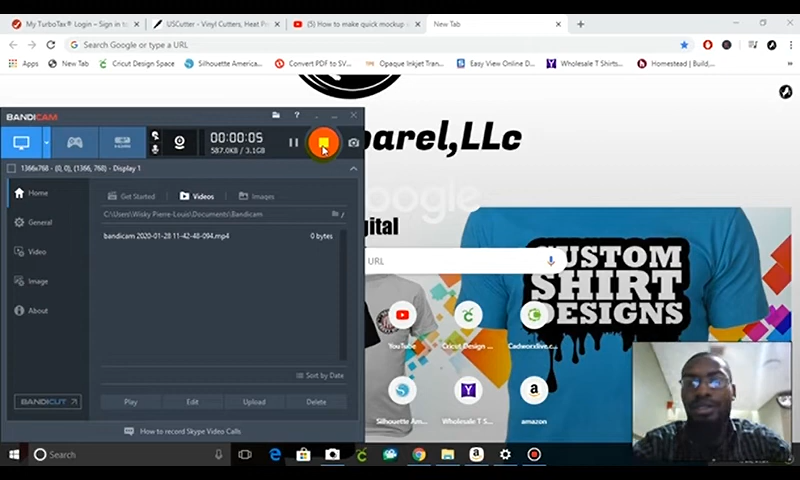 My TurboTax® Login – Sign in to
USCutter - Vinyl Cutters, Heat Pr
(5) How to make quick mockup
New Tab
Search Google or type a URL
Apps
New Tab
Cricut Design Space
Silhouette America...
Convert PDF to SV...
Opaque Inkjet Tran...
Easy View Online D...
Wholesale T Shirts...
Homestead | Build,...
parel,LLc
Google
gital
CUSTOM
SHIRT
DESIGNS
URL
YouTube
Cricut Design ...
Cadworxlive.c...
Silhouette Am...
Wholesale T S...
amazon
BANDICAM
00:00:05
587.0KB / 3.1GB
1366x768 - (0, 0), (1366, 768) - Display 1
Home
General
Video
Image
About
Get Started
Videos
Images
C:\Users\Wisky Pierre-Louis\Documents\Bandicam
bandicam 2020-01-28 11-42-48-094.mp4
0 bytes
Sort by Date
BANDICUT
Play
Edit
Upload
Delete
How to record Skype Video Calls
Search